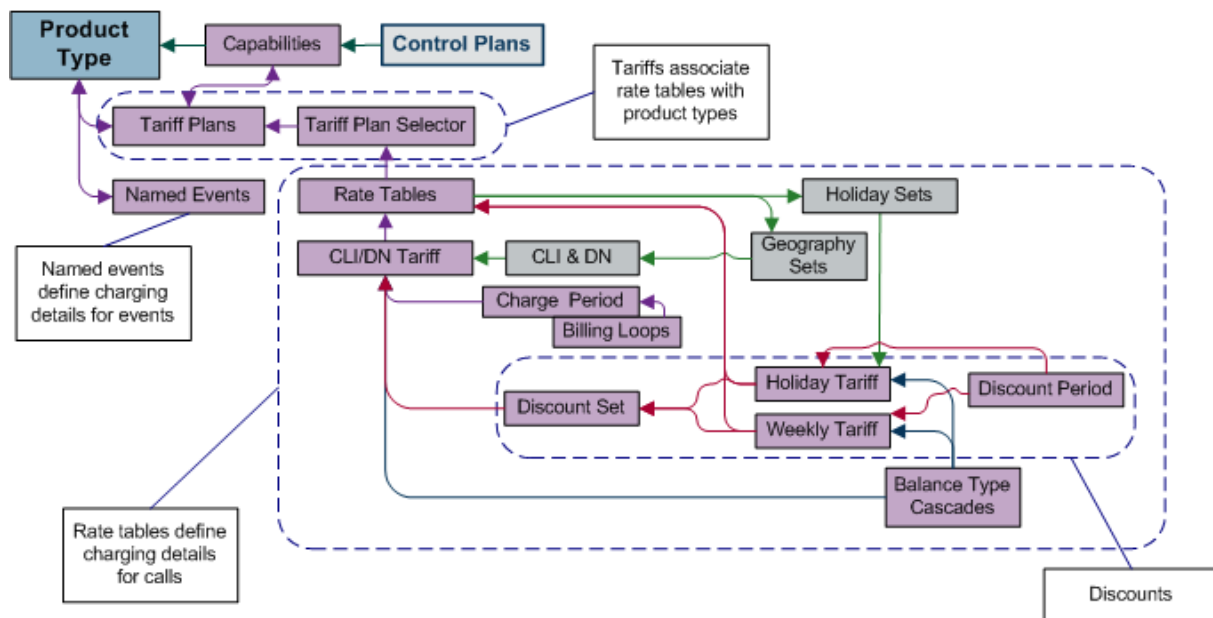 Product
Type
Capabilities
Control Plans
Tariffs associate
rate tables with
product types
Tariff Plans
Tariff Plan Selector
Named Events
Rate Tables
Holiday Sets
Named events
define charging
details for events
CLI/DN Tariff
CLI & DN
Geography
Sets
Charge Period
Billing Loops
Holiday Tariff
Discount Period
Discount Set
Weekly Tariff
Balance Type
Cascades
Rate tables define
charging details
for calls
Discounts